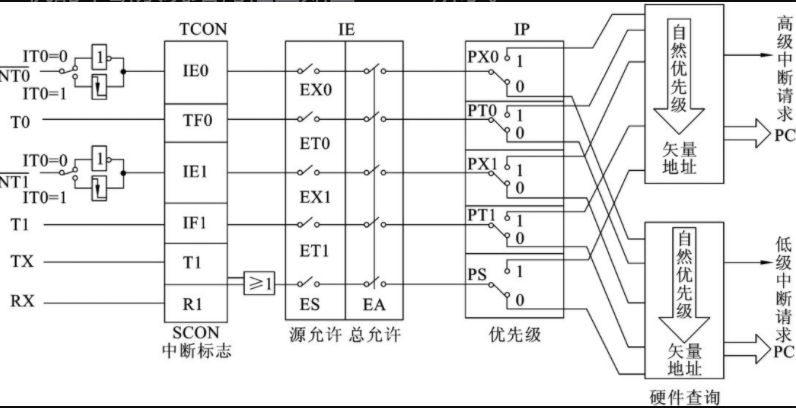 TCON
IE
IP
IT0=0
1
NT0
IT0=1
IE0
EX0
PX0
1
0
T0
TF0
ET0
PT0
1
0
IT0=0
1
NT1
IT0=1
IE1
EX1
PX1
1
0
T1
IF1
ET1
PT1
1
0
TX
T1
≥1
RX
R1
ES
EA
PS
1
0
SCON
中断标志
源允许
总允许
优先级
自然优先级
矢量
地址
高级中断请求
PC
自然优先级
矢量
地址
低级中断请求
PC
硬件查询